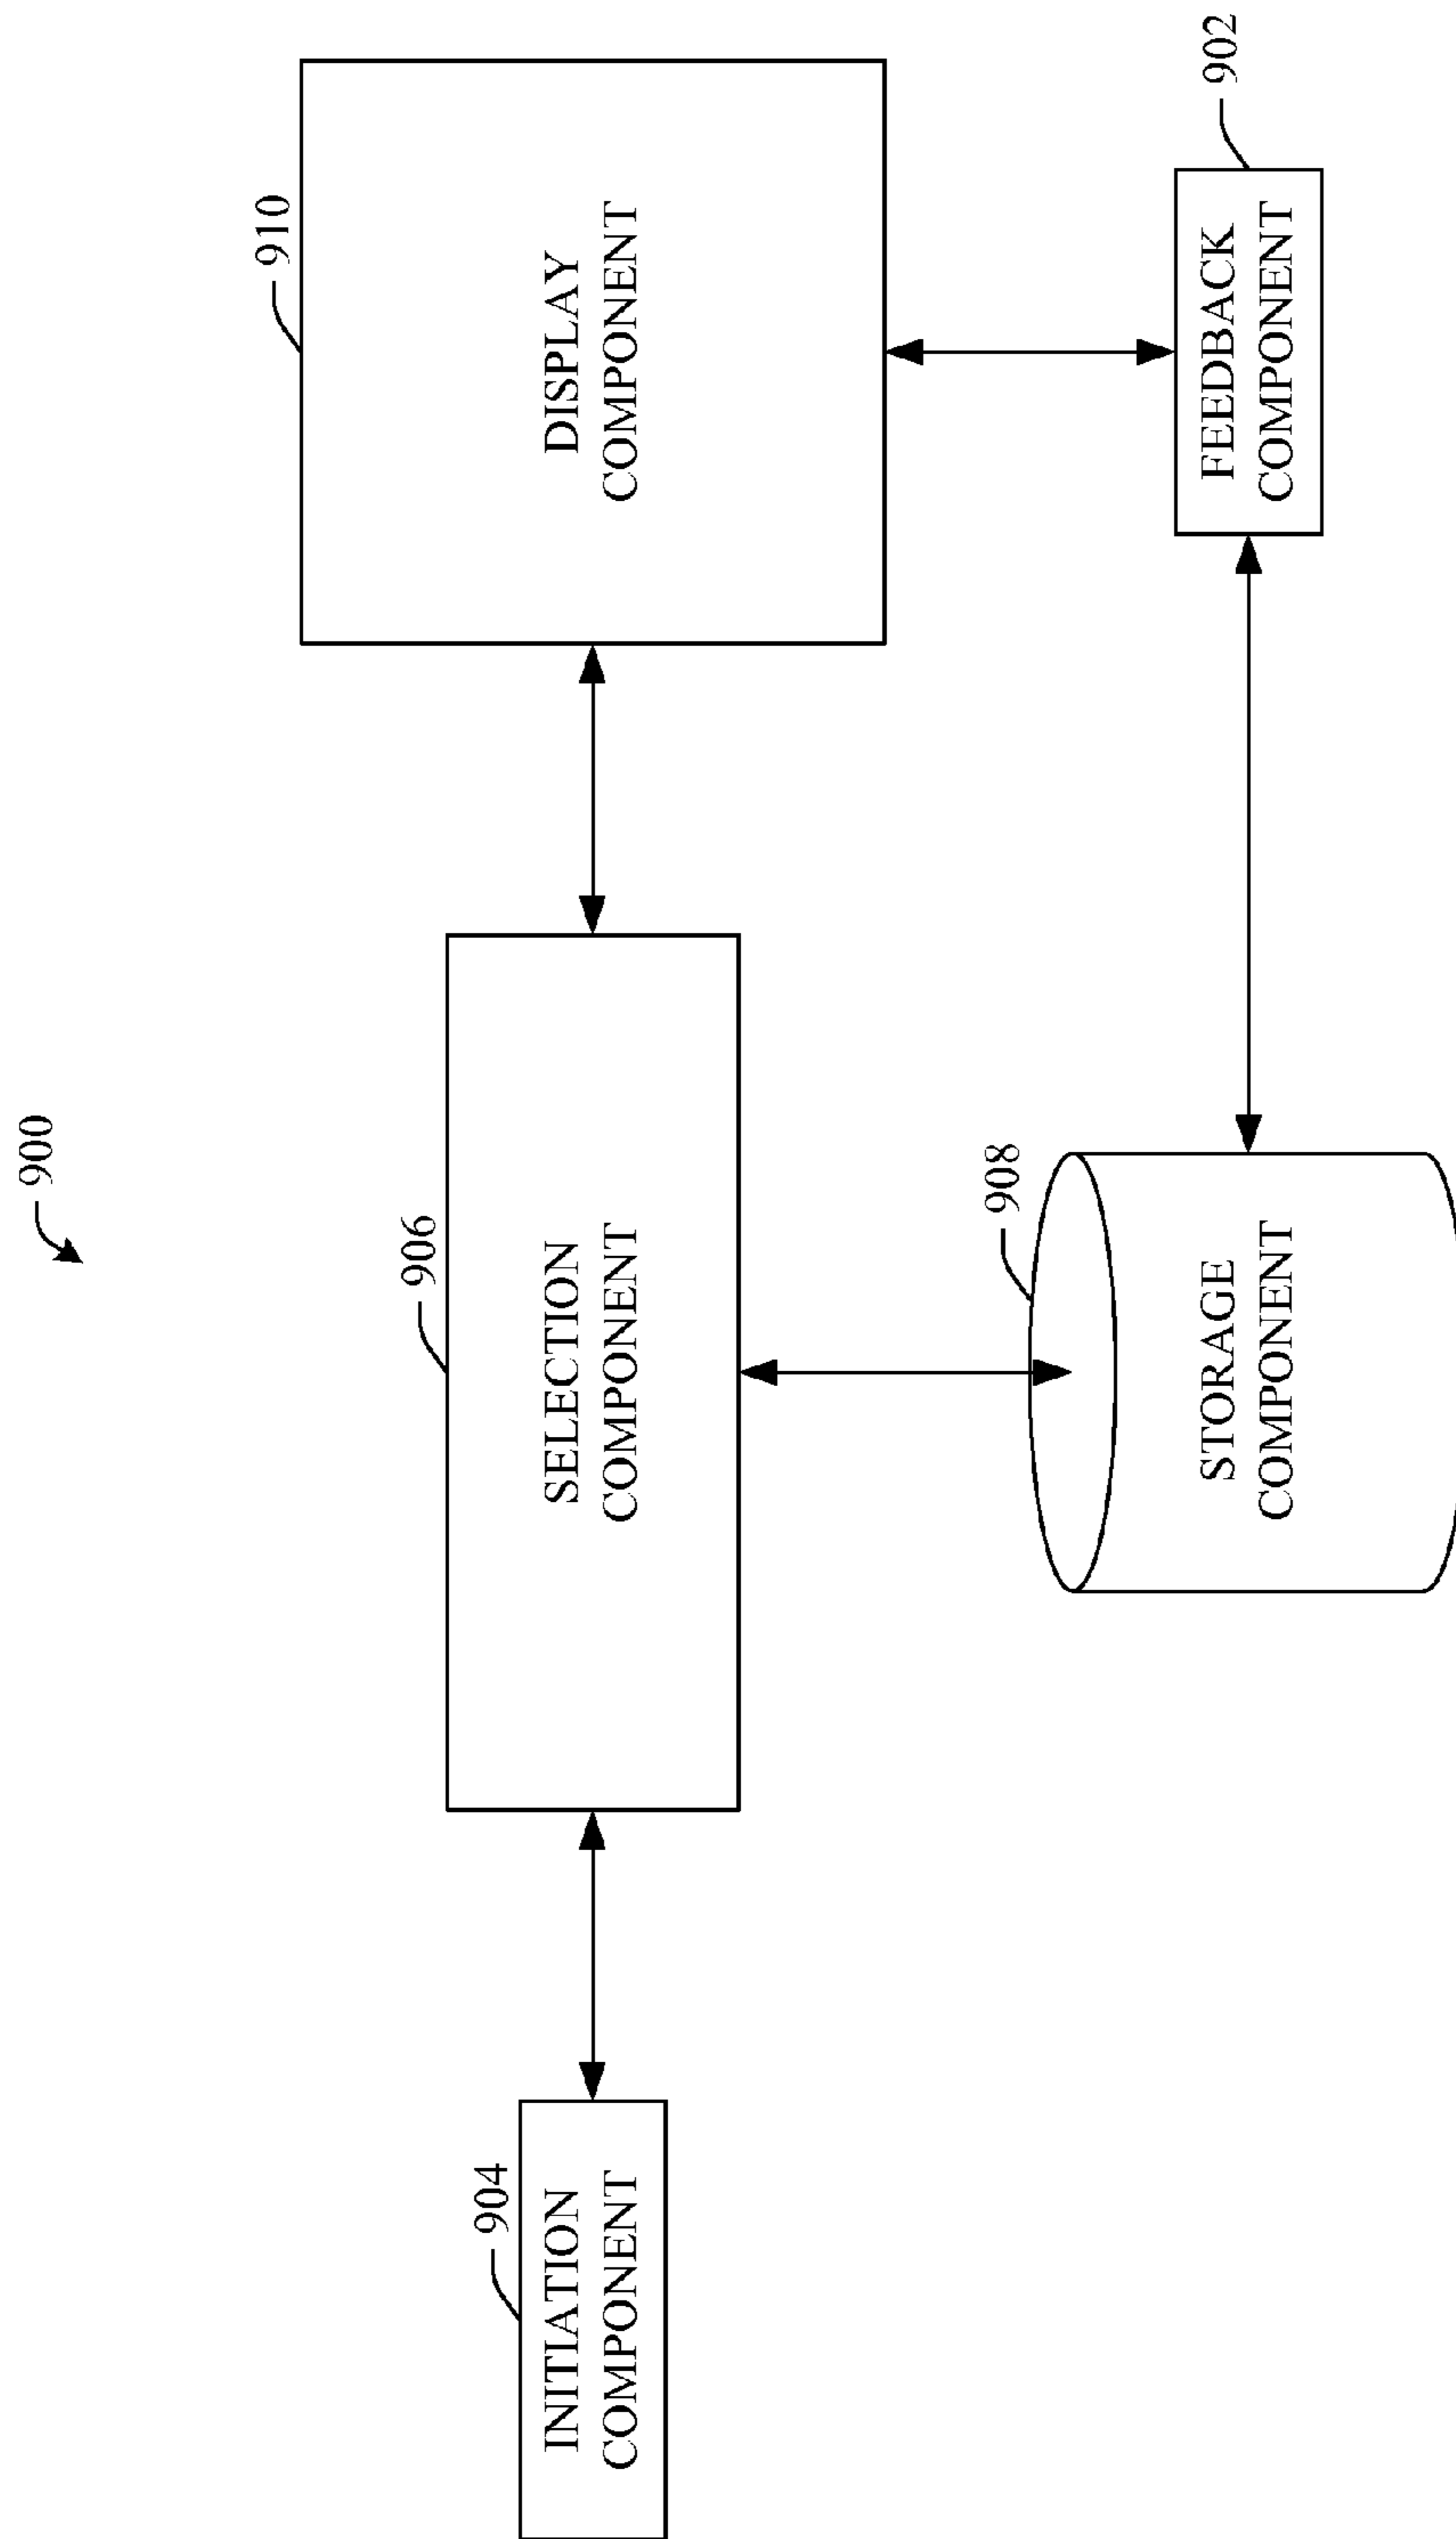 900
904
INITIATION
COMPONENT
906
SELECTION
COMPONENT
910
DISPLAY
COMPONENT
908
STORAGE
COMPONENT
902
FEEDBACK
COMPONENT